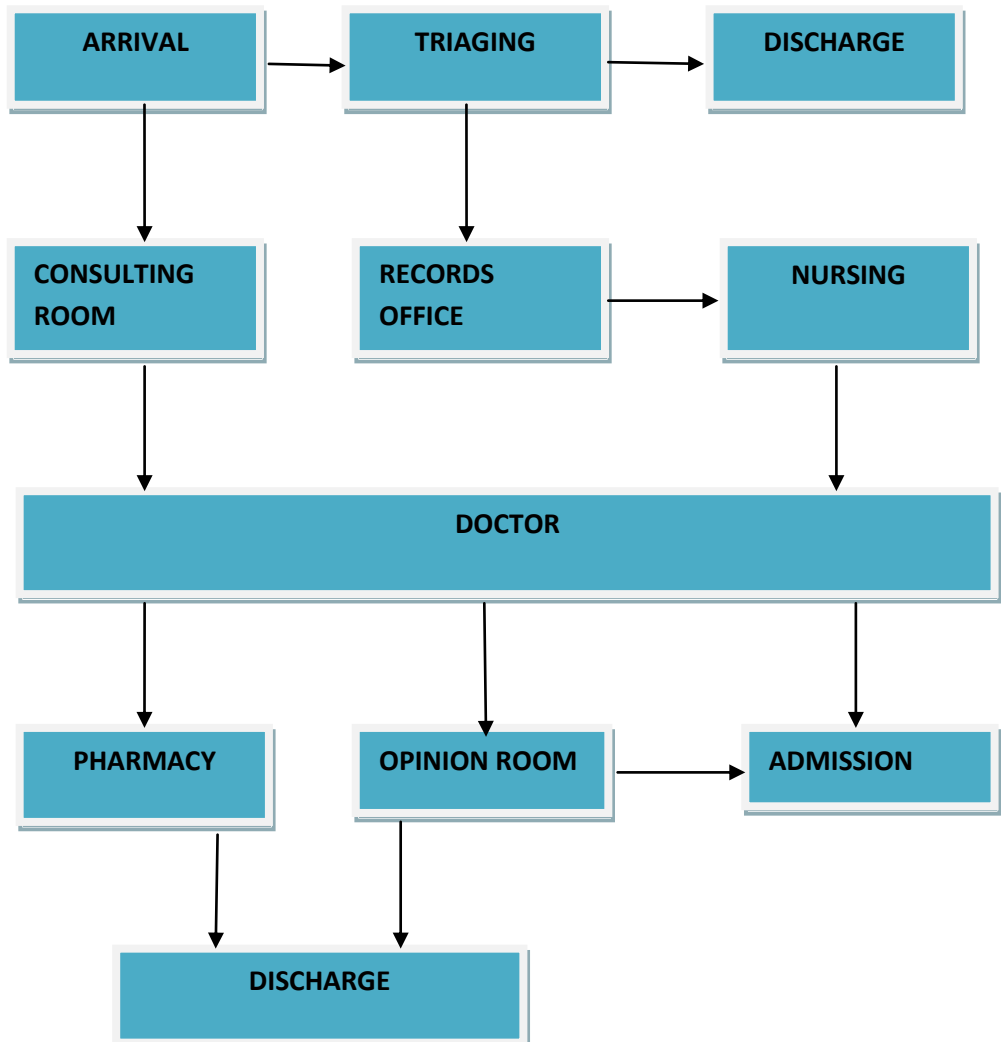 ARRIVAL
TRIAGING
DISCHARGE
CONSULTING
ROOM
RECORDS
OFFICE
NURSING
DOCTOR
PHARMACY
OPINION ROOM
ADMISSION
DISCHARGE